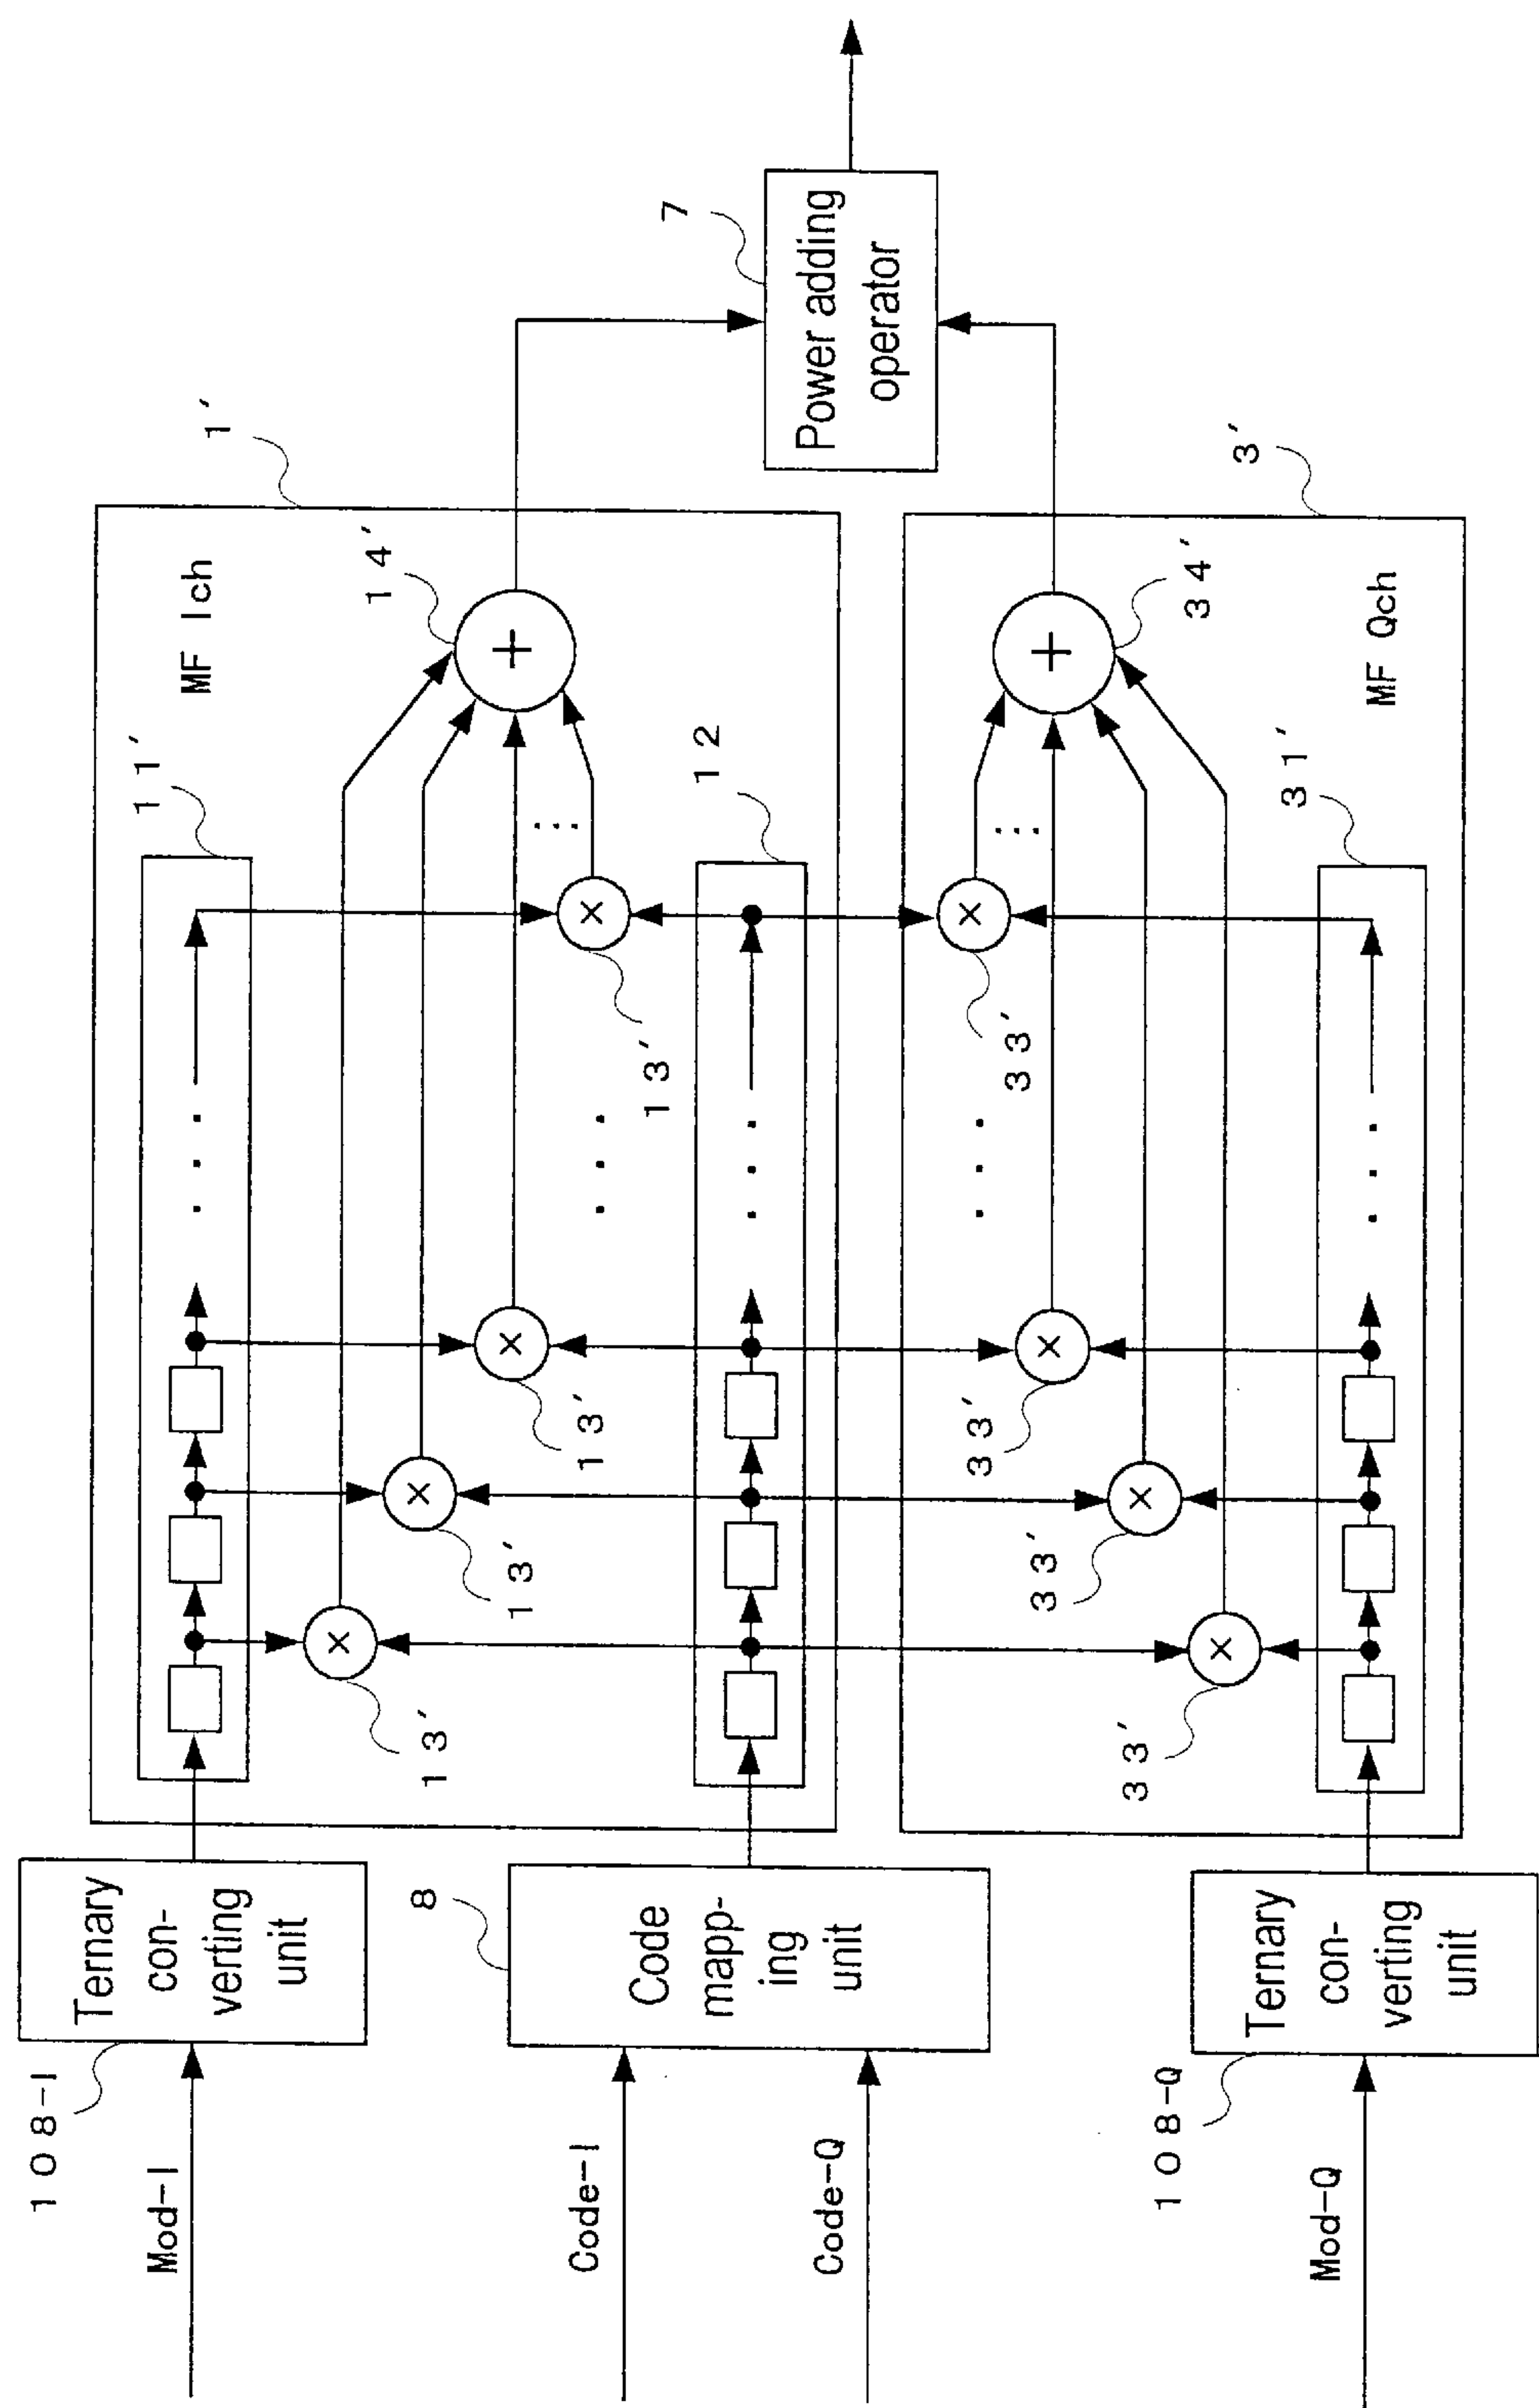 108-I
Mod-I
Ternary
con-
verting
unit
Code-I
Code-Q
8
Code
mapp-
ing
unit
108-Q
Mod-Q
Ternary
con-
verting
unit
1'
MF Ich
11'
12
13'
13'
13'
13'
14'
+
×
×
×
×
3'
MF Qch
31'
33'
33'
33'
33'
34'
+
×
×
×
×
7
Power adding
operator